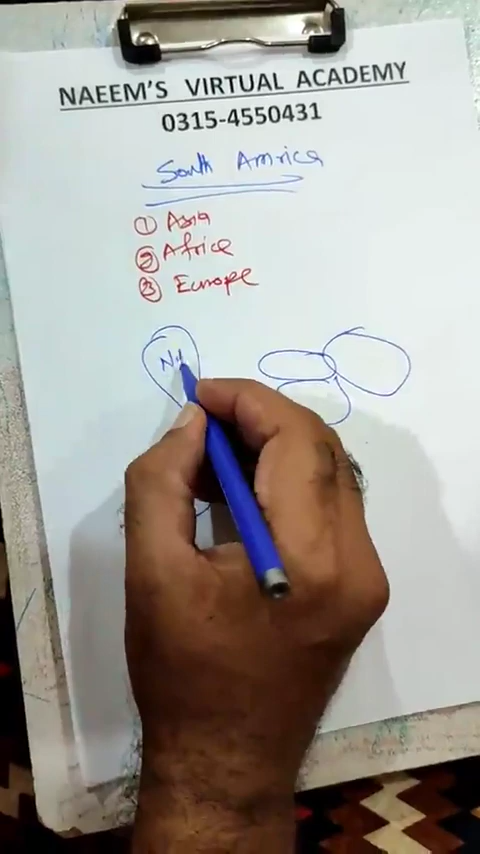 NAEEM'S VIRTUAL ACADEMY
0315-4550431
South Amrica
① Asia
② Africe
③ Europe